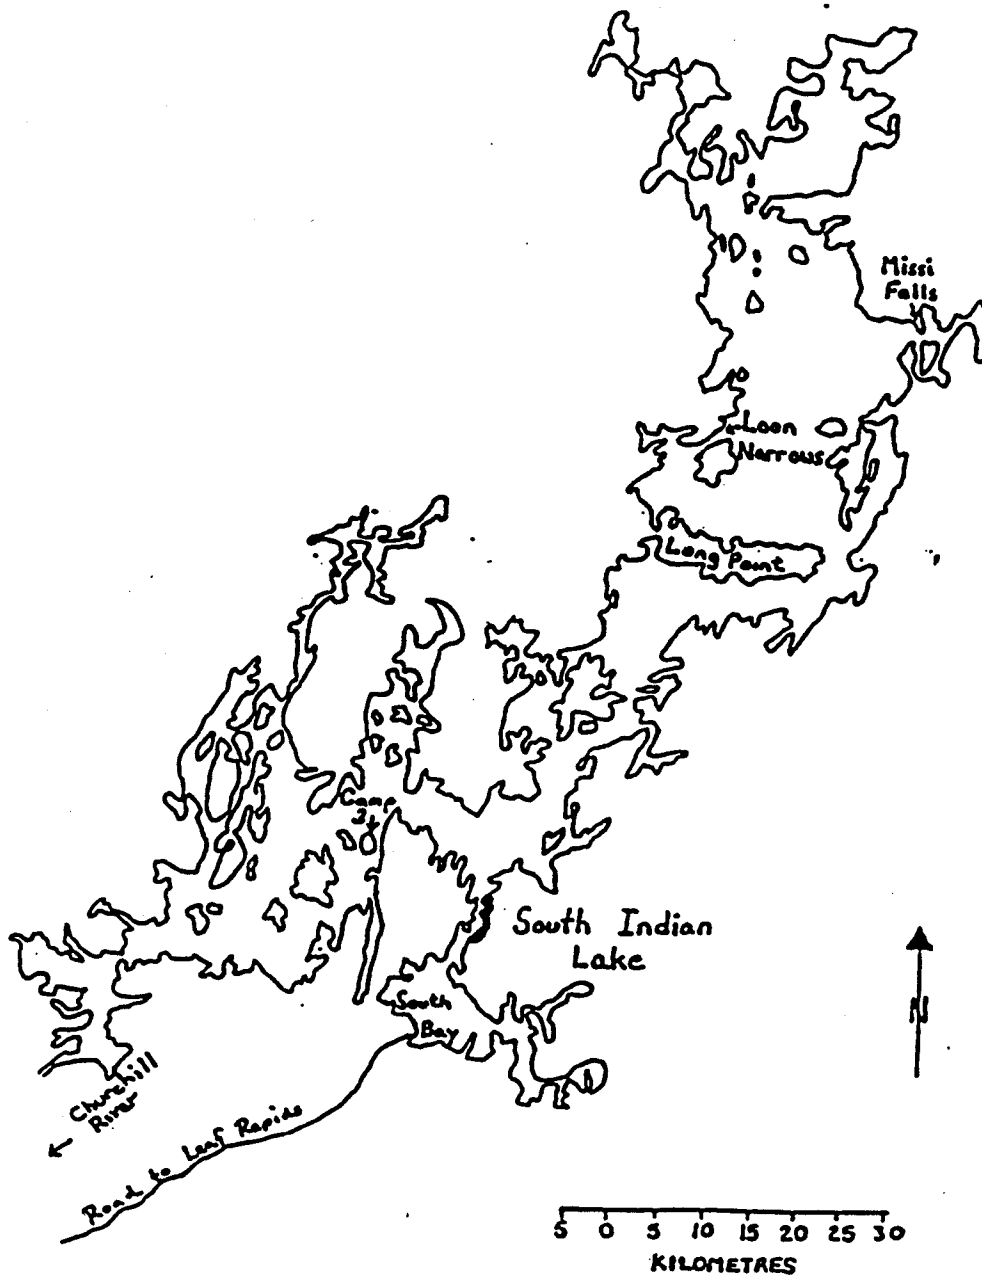 Missi
Falls
Loon
Narrows
Long Point
Camp
2
South Indian
Lake
South
Bay
N
Churchill
River
Road to Leaf Rapids
5 0 5 10 15 20 25 30
KILOMETRES